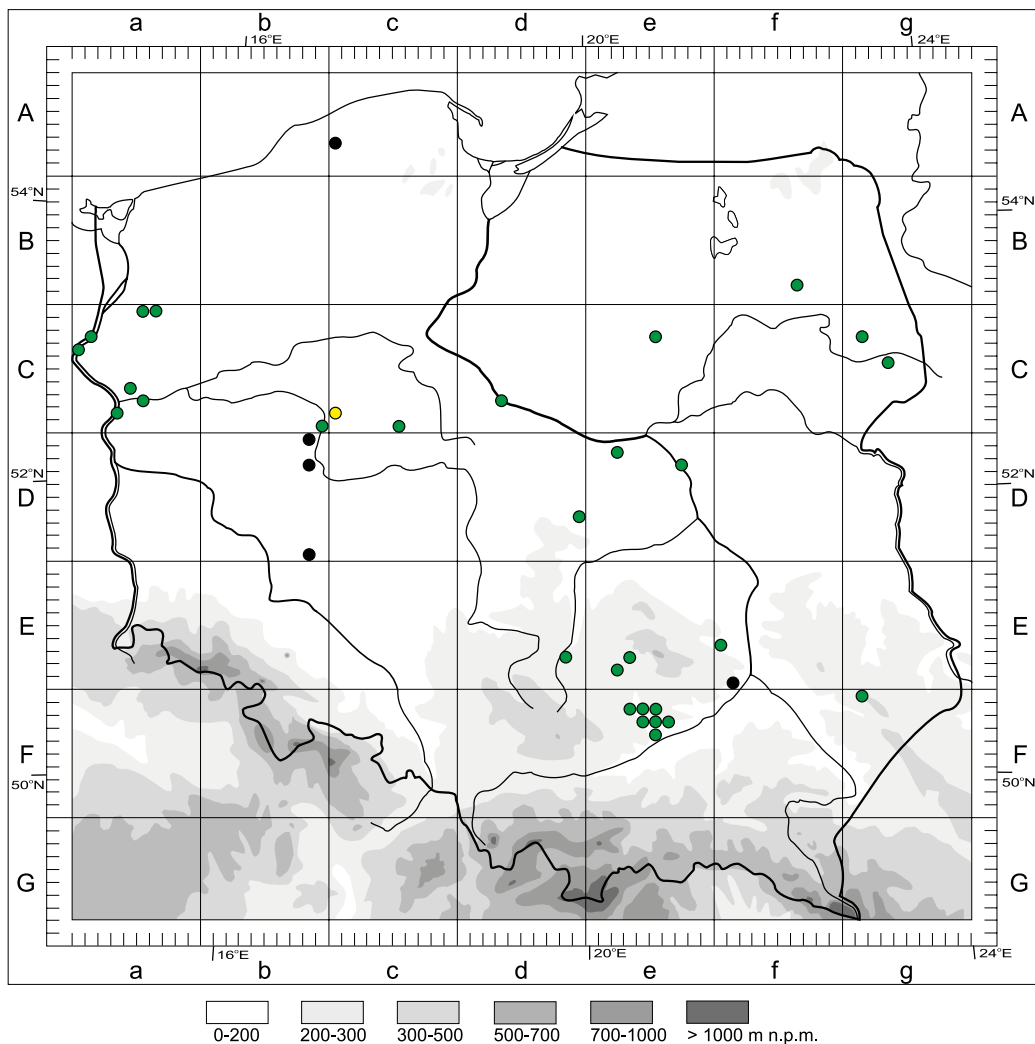 a b c d e f g
16°E 20°E 24°E
A A
54°N 54°N
B B
C C
52°N 52°N
D D
E E
F F
50°N 50°N
G G
16°E 20°E 24°E
a b c d e f g
0-200 200-300 300-500 500-700 700-1000 > 1000 m n.p.m.